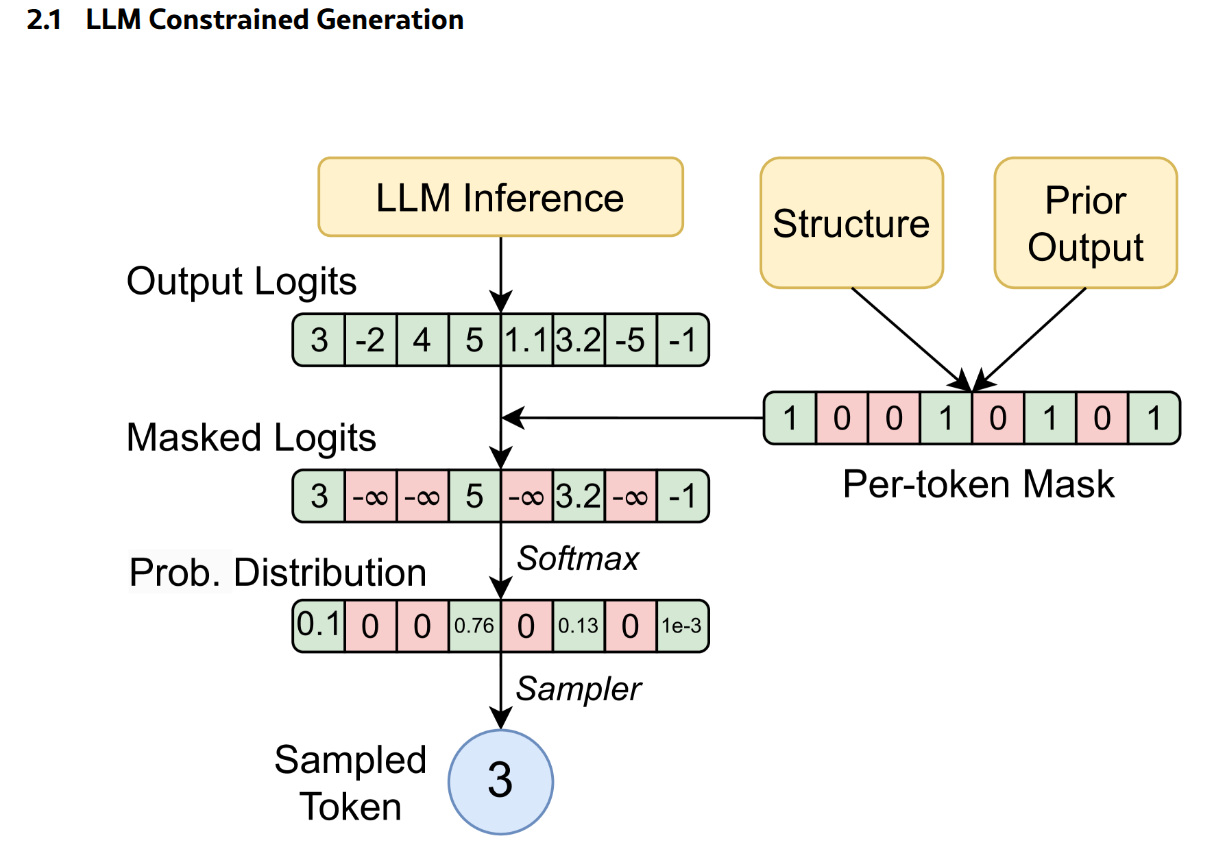 2.1 LLM Constrained Generation
LLM Inference
Structure
Prior
Output
Output Logits
3 -2 4 5 1.1 3.2 -5 -1
1 0 0 1 0 1 0 1
Per-token Mask
Masked Logits
3 -∞ -∞ 5 -∞ 3.2 -∞ -1
Softmax
Prob. Distribution
0.1 0 0 0.76 0 0.13 0 1e-3
Sampler
Sampled
Token
3